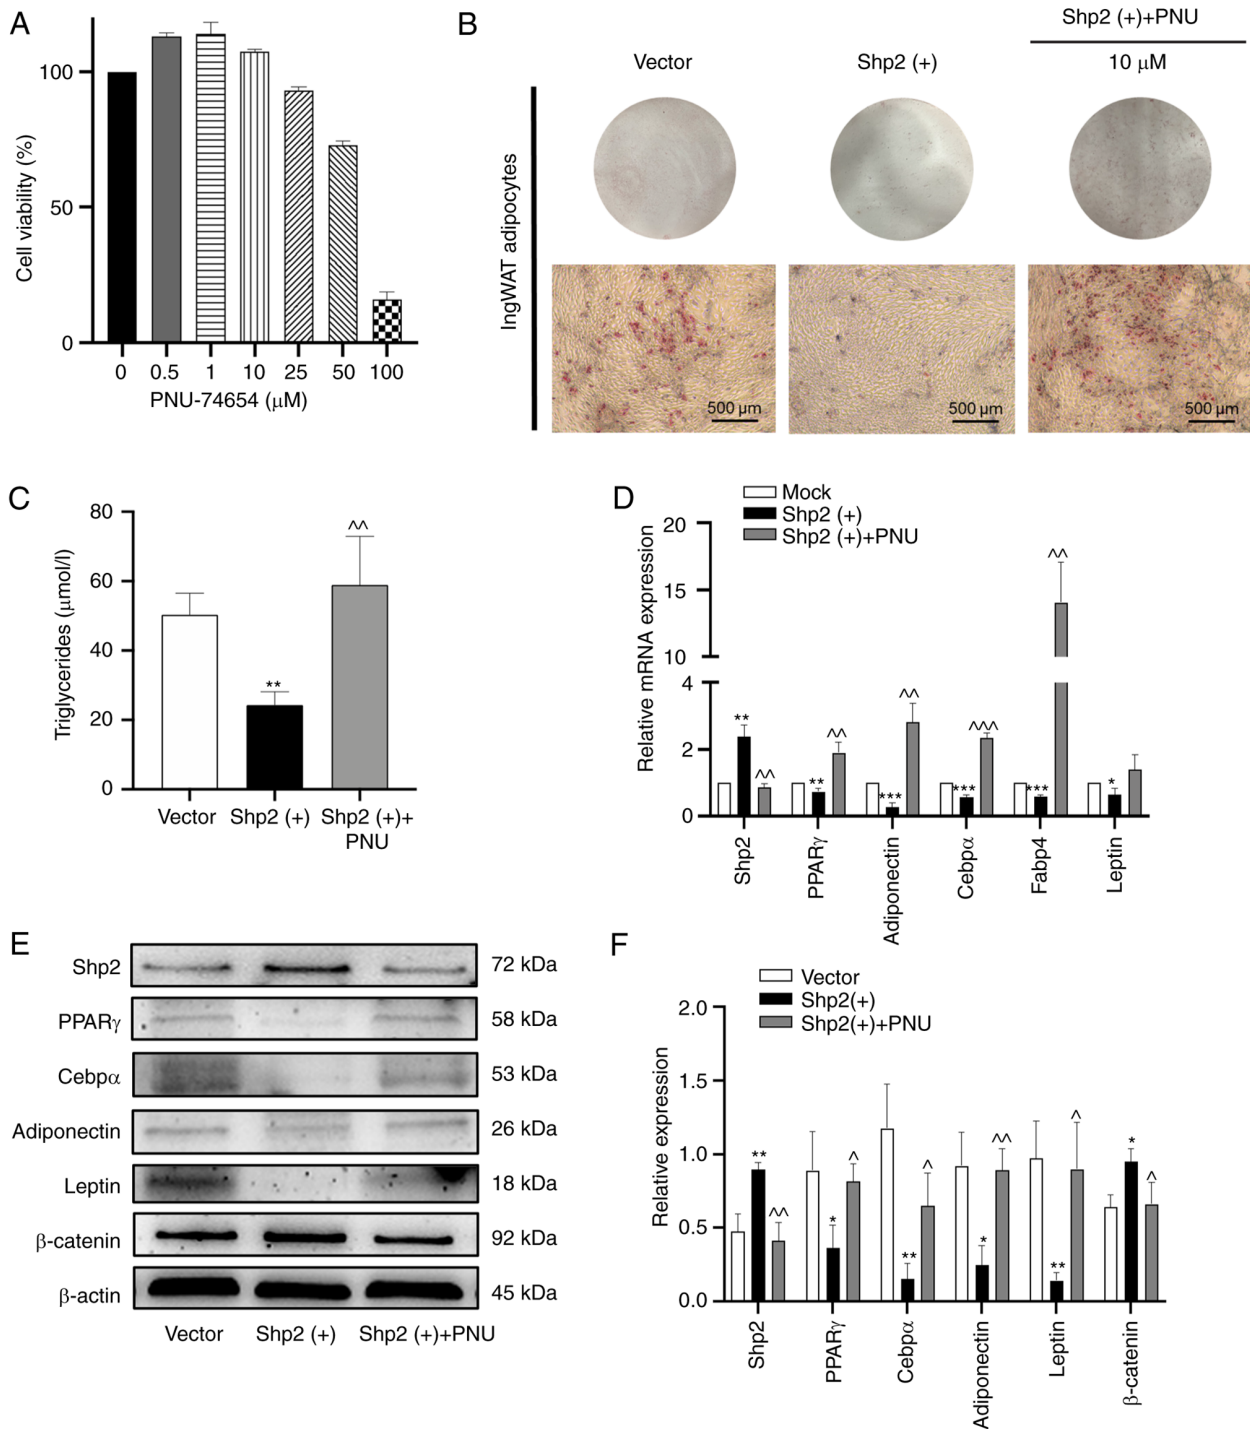 A
Cell viability (%)
100
50
0
0 0.5 1 10 25 50 100
PNU-74654 (µM)
B
Shp2 (+)+PNU
Vector Shp2 (+) 10 µM
IngWAT adipocytes
500 µm 500 µm 500 µm
C
Triglycerides (µmol/l)
80
60
40
20
0
^^
**
Vector Shp2 (+) Shp2 (+)+
PNU
D
Mock
Shp2 (+)
Shp2 (+)+PNU
Relative mRNA expression
20
15
10
4
2
0
** ^^ ** ^^ *** ^^ *** ^^^ *** ^^ *
Shp2 PPARγ Adiponectin Cebpα Fabp4 Leptin
E
Shp2 72 kDa
PPARγ 58 kDa
Cebpα 53 kDa
Adiponectin 26 kDa
Leptin 18 kDa
β-catenin 92 kDa
β-actin 45 kDa
Vector Shp2 (+) Shp2 (+)+PNU
F
Vector
Shp2(+)
Shp2(+)+PNU
Relative expression
2.0
1.5
1.0
0.5
0.0
** ^^ * ^ ** ^ * ^^ ** ^ * ^
Shp2 PPARγ Cebpα Adiponectin Leptin β-catenin